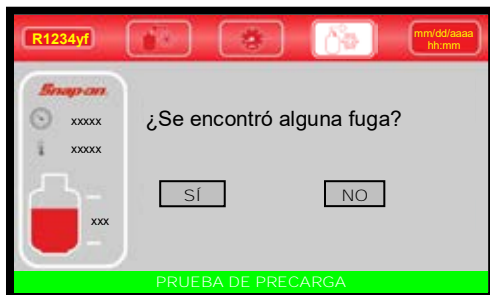 R1234yf
mm/dd/aaaa
hh:mm
Snap-on
xxxxx
xxxxx
xxx
¿Se encontró alguna fuga?
SÍ
NO
PRUEBA DE PRECARGA